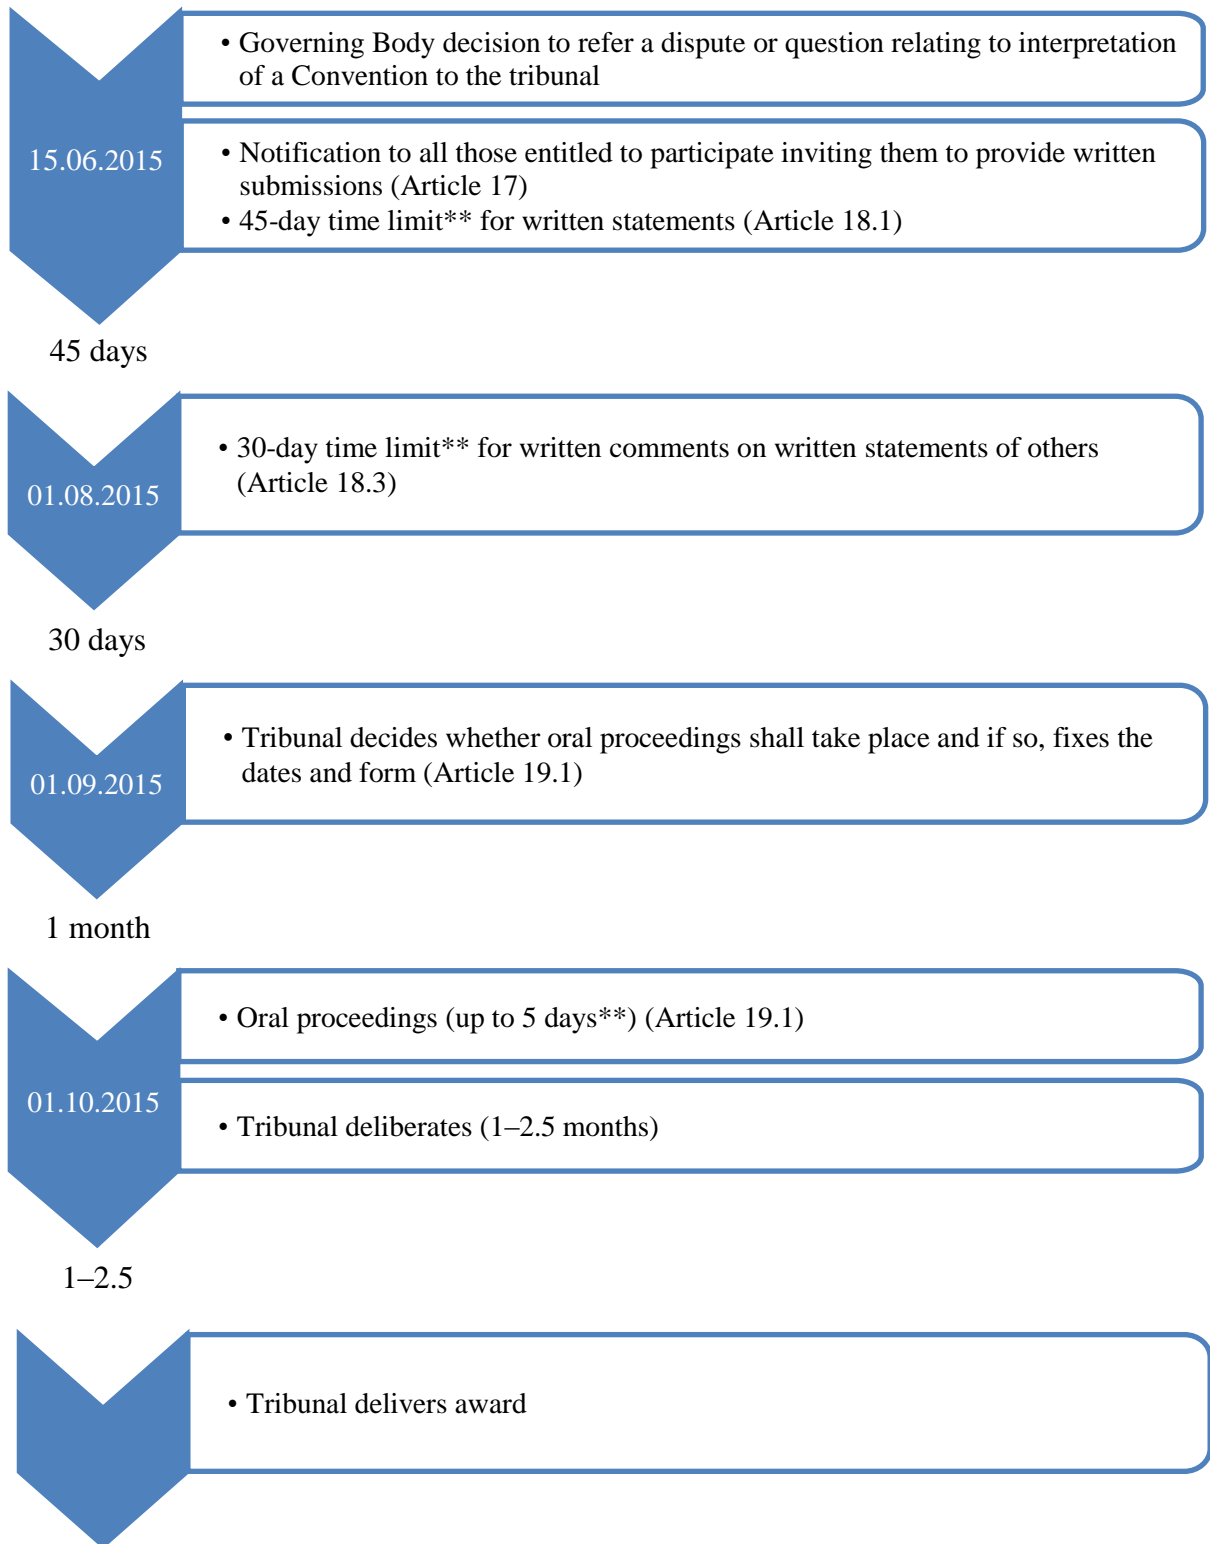 • Governing Body decision to refer a dispute or question relating to interpretation
of a Convention to the tribunal
15.06.2015
• Notification to all those entitled to participate inviting them to provide written
submissions (Article 17)
• 45-day time limit** for written statements (Article 18.1)
45 days
• 30-day time limit** for written comments on written statements of others
(Article 18.3)
01.08.2015
30 days
• Tribunal decides whether oral proceedings shall take place and if so, fixes the
dates and form (Article 19.1)
01.09.2015
1 month
• Oral proceedings (up to 5 days**) (Article 19.1)
01.10.2015
• Tribunal deliberates (1–2.5 months)
1–2.5
• Tribunal delivers award